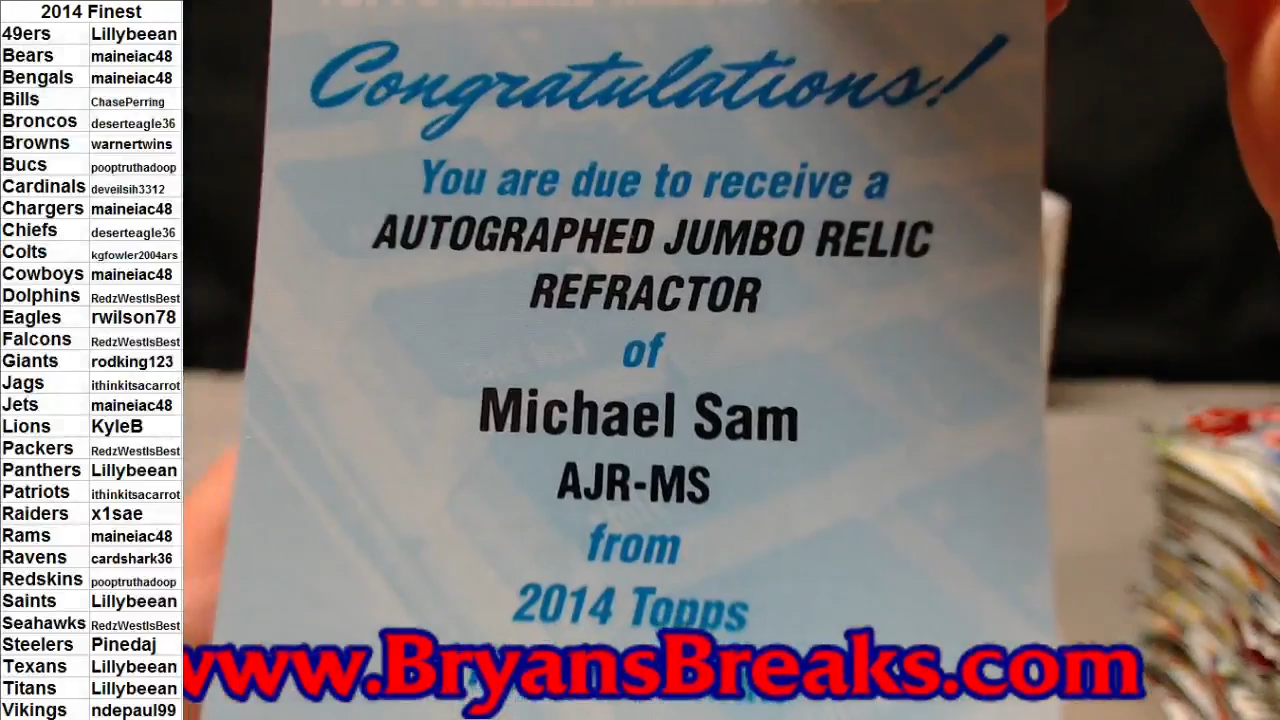 2014 Finest
49ers Lillybeean
Bears maineiac48
Bengals maineiac48
Bills ChasePerring
Broncos deserteagle36
Browns warnertwins
Bucs pooptruthadoop
Cardinals deveilsih3312
Chargers maineiac48
Chiefs deserteagle36
Colts kgfowler2004ars
Cowboys maineiac48
Dolphins RedzWestIsBest
Eagles rwilson78
Falcons RedzWestIsBest
Giants rodking123
Jags ithinkitsacarrot
Jets maineiac48
Lions KyleB
Packers RedzWestIsBest
Panthers Lillybeean
Patriots ithinkitsacarrot
Raiders x1sae
Rams maineiac48
Ravens cardshark36
Redskins pooptruthadoop
Saints Lillybeean
Seahawks RedzWestIsBest
Steelers Pinedaj
Texans Lillybeean
Titans Lillybeean
Vikings ndepaul99
Congratulations!
You are due to receive a
AUTOGRAPHED JUMBO RELIC
REFRACTOR
of
Michael Sam
AJR-MS
from
2014 Topps
www.BryansBreaks.com